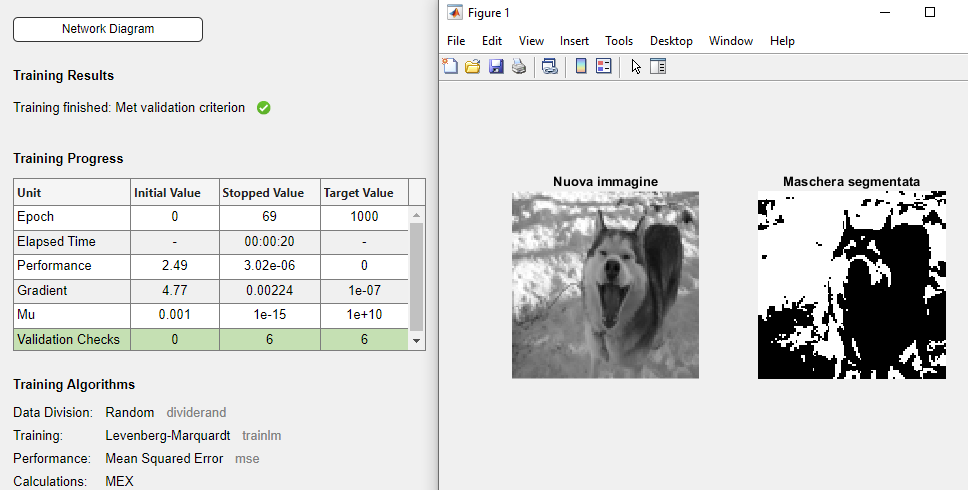 Network Diagram
Training Results
Training finished: Met validation criterion
Training Progress
Unit Initial Value Stopped Value Target Value
Epoch 0 69 1000
Elapsed Time - 00:00:20 -
Performance 2.49 3.02e-06 0
Gradient 4.77 0.00224 1e-07
Mu 0.001 1e-15 1e+10
Validation Checks 0 6 6
Training Algorithms
Data Division: Random dividerand
Training: Levenberg-Marquardt trainlm
Performance: Mean Squared Error mse
Calculations: MEX
Figure 1
File Edit View Insert Tools Desktop Window Help
Nuova immagine
Maschera segmentata